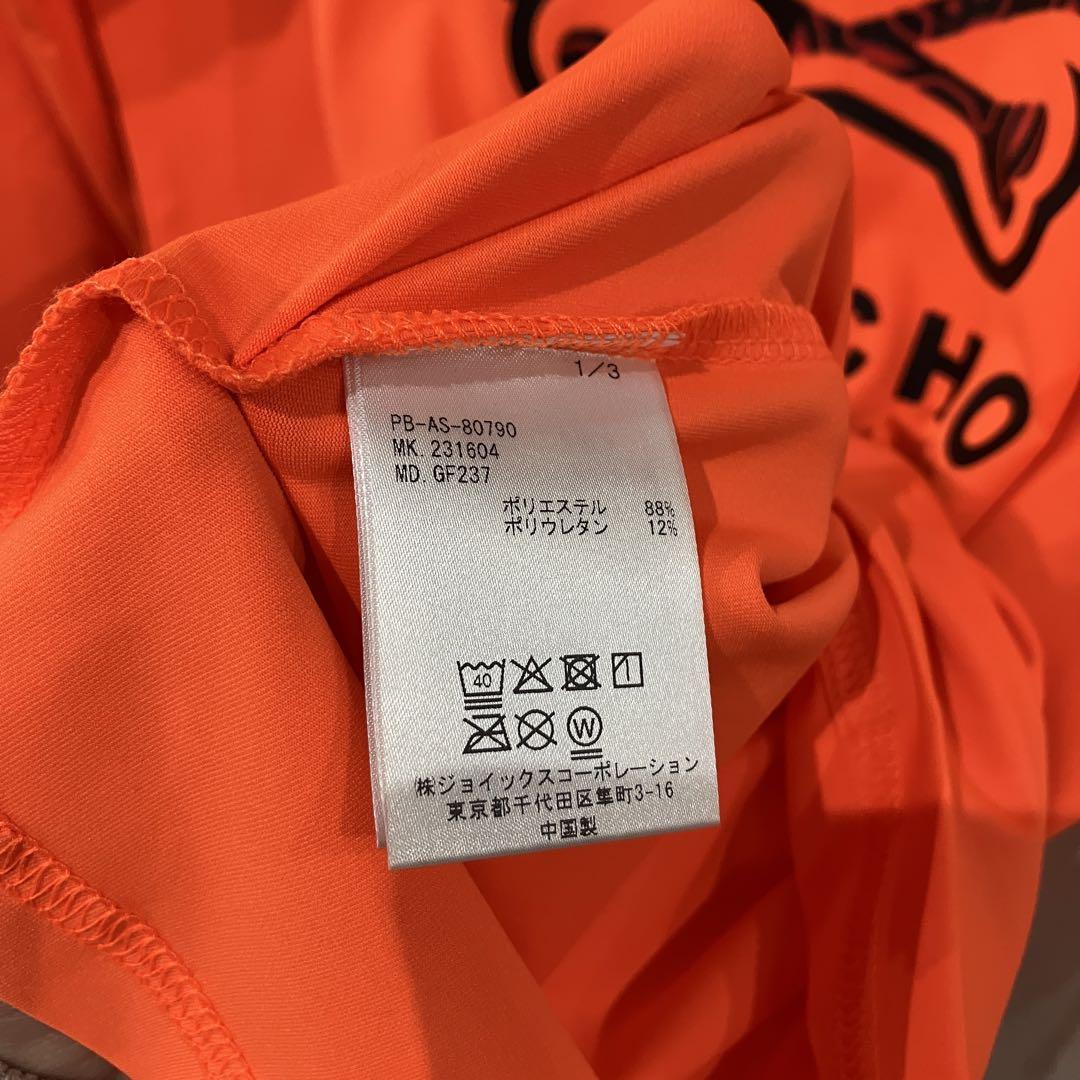 CHO
1/3
PB-AS-80790
MK. 231604
MD. GF237
ポリエステル 88%
ポリウレタン 12%
40
W
㈱ジョイックスコーポレーション
東京都千代田区隼町3-16
中国製